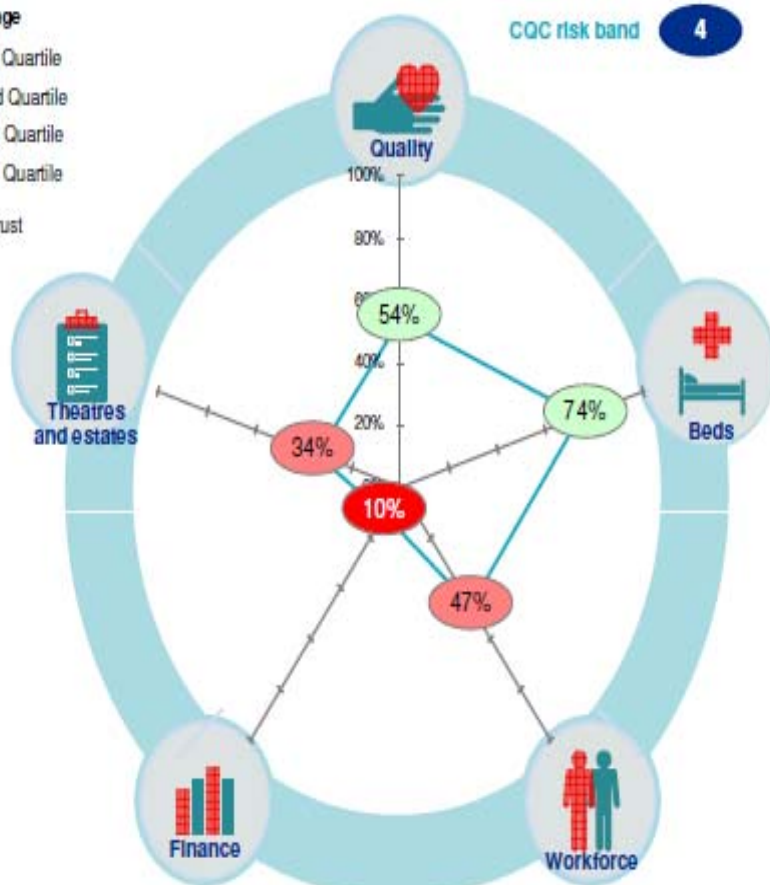 CQC risk band 4
Quartile
Quartile
Quartile
Quartile
Quality
100%
80%
54%
40%
20%
74%
34%
10%
47%
Theatres
and estates
Beds
Finance
Workforce